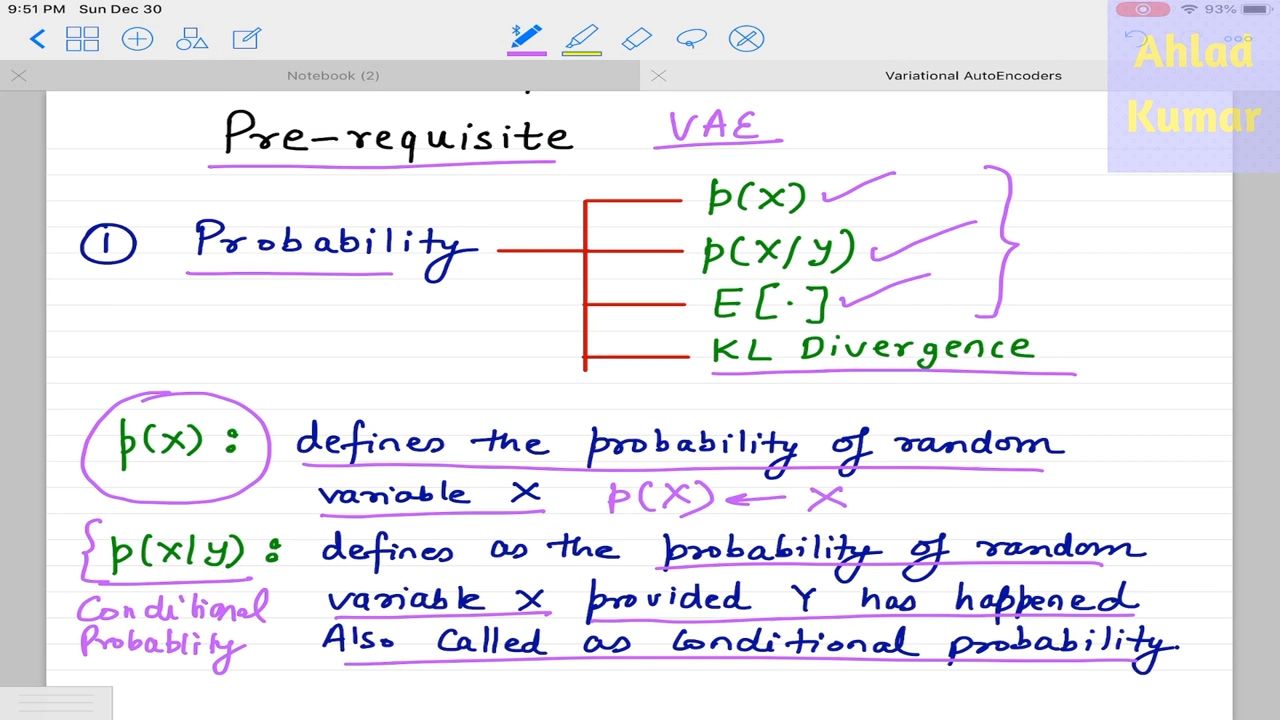 9:51 PM Sun Dec 30
93%
Notebook (2)
Variational AutoEncoders
Ahlad
Kumar
Pre-requisite VAE
1 Probability
p(X)
p(X/Y)
E[·]
KL Divergence
p(X) : defines the probability of random
variable X p(X) ← X
p(X/Y) : defines as the probability of random
variable X provided Y has happened
Also called as conditional probability.
Conditional
Probablity